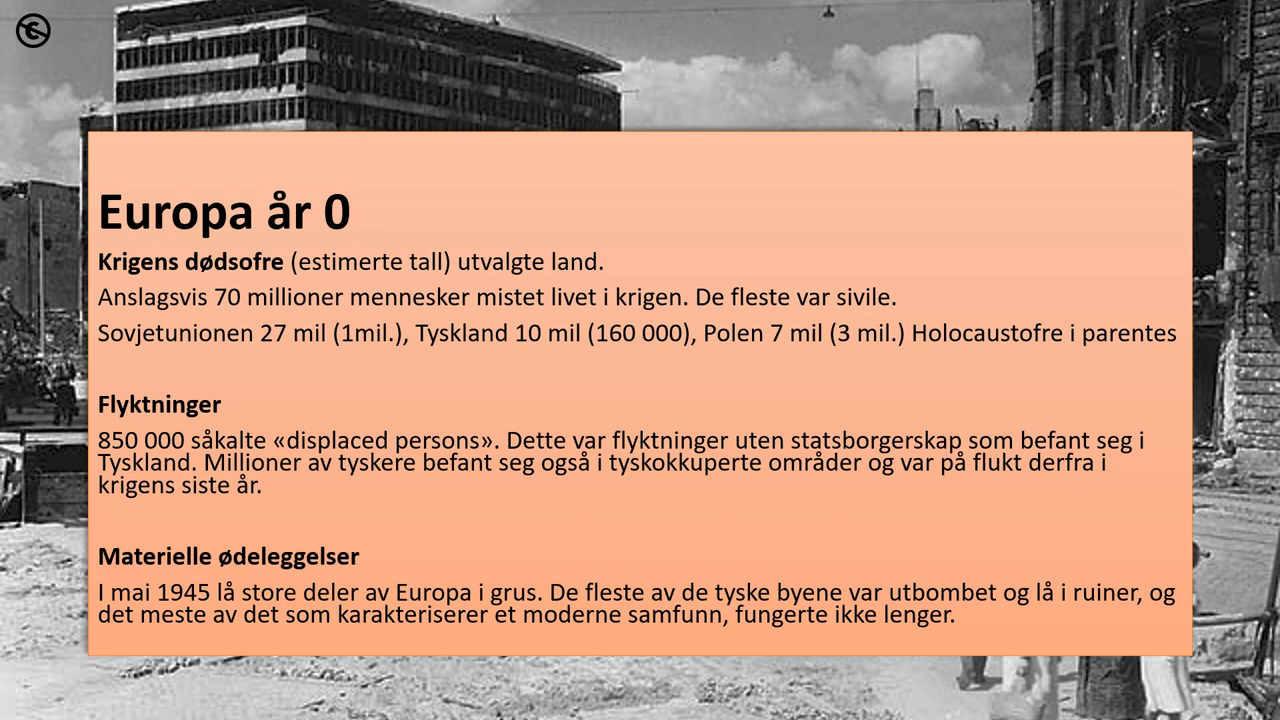 Europa år 0
Krigens dødsofre (estimerte tall) utvalgte land.
Anslagsvis 70 millioner mennesker mistet livet i krigen. De fleste var sivile.
Sovjetunionen 27 mil (1mil.), Tyskland 10 mil (160 000), Polen 7 mil (3 mil.) Holocaustofre i parentes
Flyktninger
850 000 såkalte «displaced persons». Dette var flyktninger uten statsborgerskap som befant seg i
Tyskland. Millioner av tyskere befant seg også i tyskokkuperte områder og var på flukt derfra i
krigens siste år.
Materielle ødeleggelser
I mai 1945 lå store deler av Europa i grus. De fleste av de tyske byene var utbombet og lå i ruiner, og
det meste av det som karakteriserer et moderne samfunn, fungerte ikke lenger.